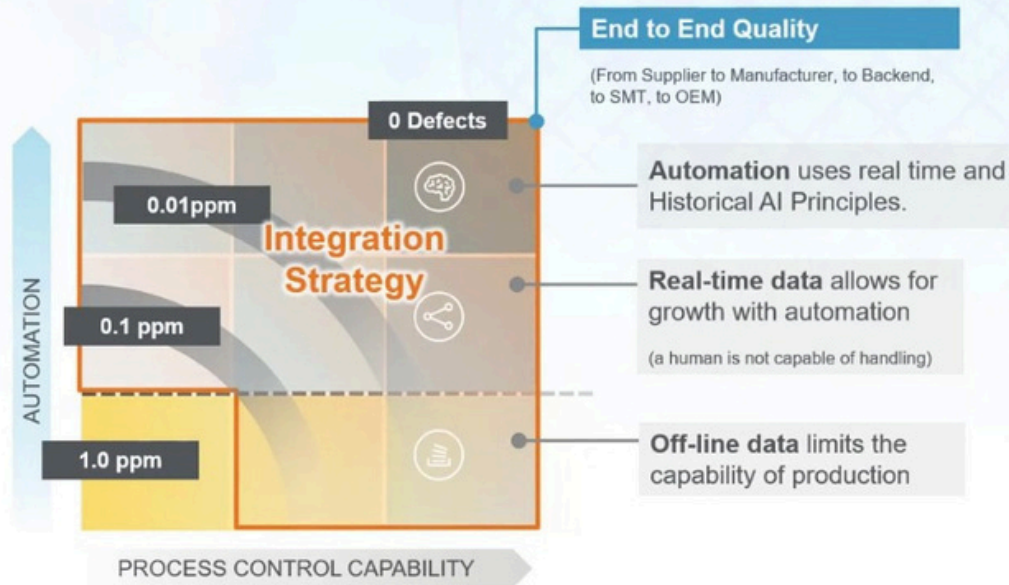 End to End Quality
(From Supplier to Manufacturer, to Backend,
to SMT, to OEM)
0 Defects
Automation uses real time and
Historical AI Principles.
0.01ppm
Integration
Strategy
Real-time data allows for
growth with automation
(a human is not capable of handling)
0.1 ppm
AUTOMATION
Off-line data limits the
capability of production
1.0 ppm
PROCESS CONTROL CAPABILITY